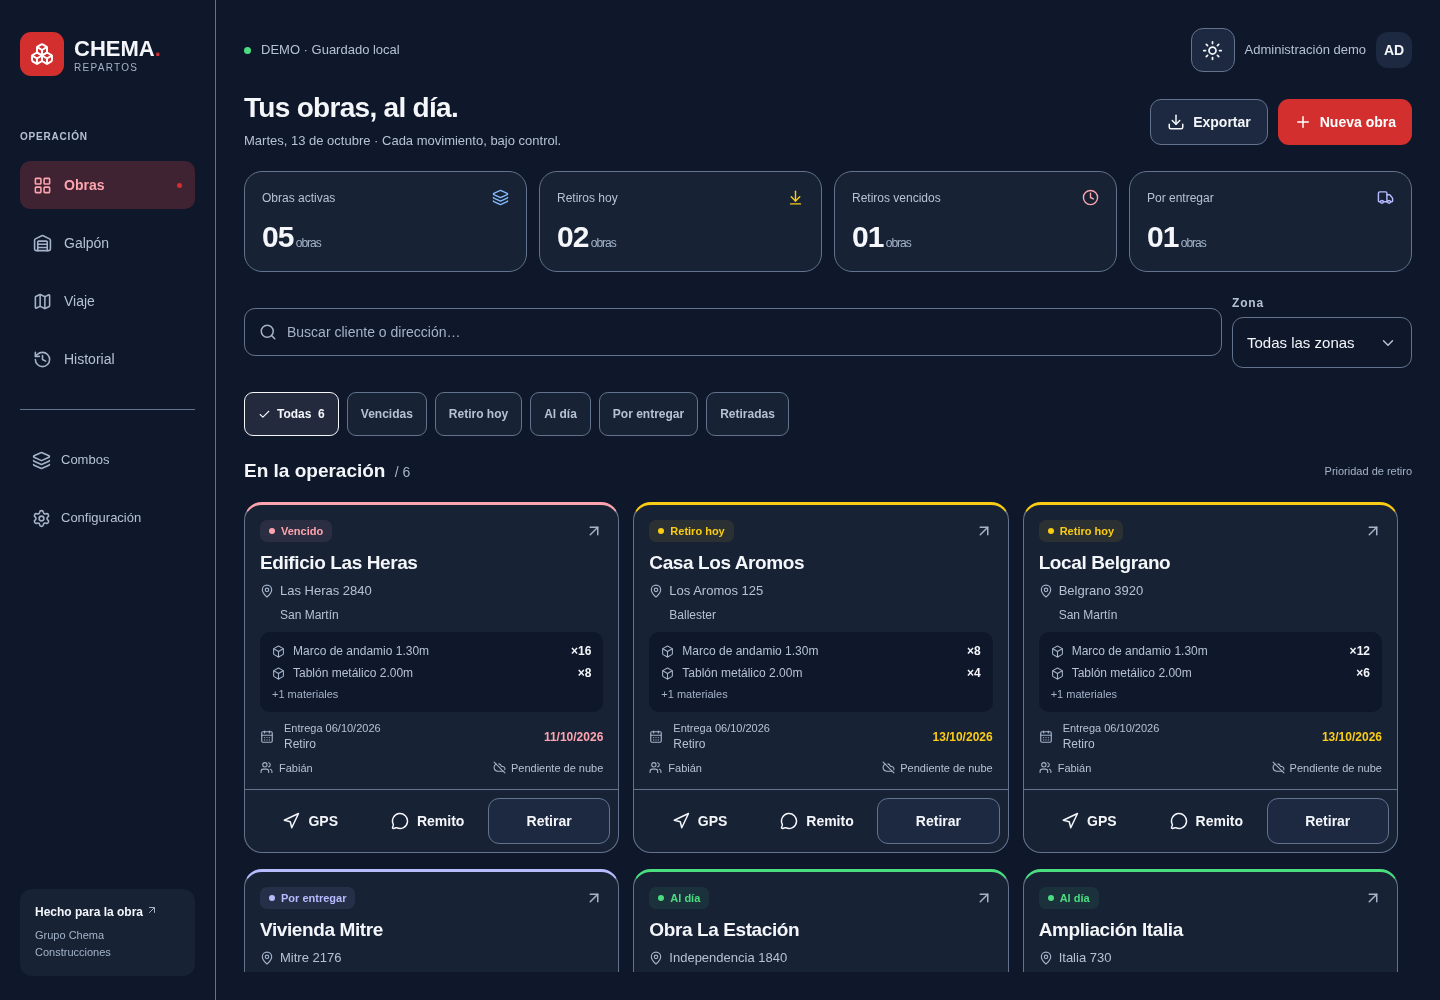 CHEMA.
REPARTOS
OPERACIÓN
Obras
Galpón
Viaje
Historial
Combos
Configuración
Hecho para la obra
Grupo Chema
Construcciones
DEMO · Guardado local
Administración demo
AD
Tus obras, al día.
Martes, 13 de octubre · Cada movimiento, bajo control.
Exportar
Nueva obra
Obras activas
05 obras
Retiros hoy
02 obras
Retiros vencidos
01 obras
Por entregar
01 obras
Buscar cliente o dirección…
Zona
Todas las zonas
Todas 6
Vencidas
Retiro hoy
Al día
Por entregar
Retiradas
En la operación / 6
Prioridad de retiro
Vencido
Edificio Las Heras
Las Heras 2840
San Martín
Marco de andamio 1.30m ×16
Tablón metálico 2.00m ×8
+1 materiales
Entrega 06/10/2026
Retiro 11/10/2026
Fabián Pendiente de nube
GPS Remito Retirar
Retiro hoy
Casa Los Aromos
Los Aromos 125
Ballester
Marco de andamio 1.30m ×8
Tablón metálico 2.00m ×4
+1 materiales
Entrega 06/10/2026
Retiro 13/10/2026
Fabián Pendiente de nube
GPS Remito Retirar
Retiro hoy
Local Belgrano
Belgrano 3920
San Martín
Marco de andamio 1.30m ×12
Tablón metálico 2.00m ×6
+1 materiales
Entrega 06/10/2026
Retiro 13/10/2026
Fabián Pendiente de nube
GPS Remito Retirar
Por entregar
Vivienda Mitre
Mitre 2176
Al día
Obra La Estación
Independencia 1840
Al día
Ampliación Italia
Italia 730